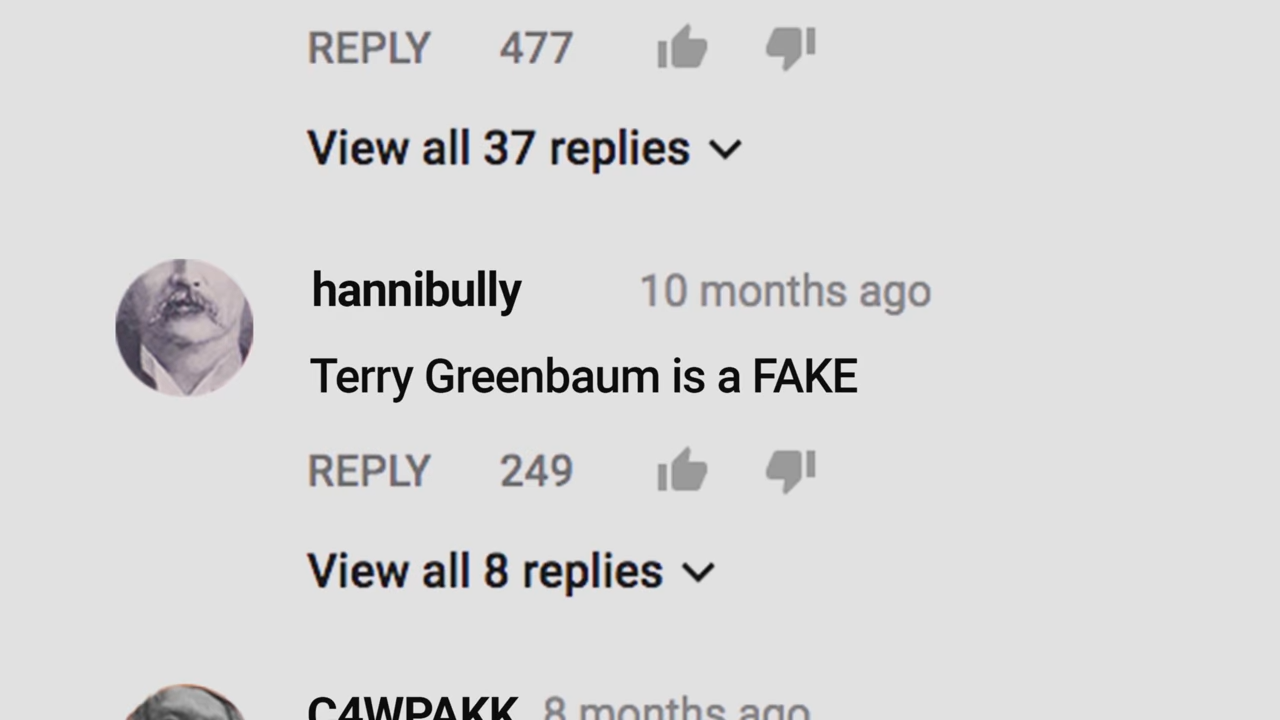 REPLY 477
View all 37 replies
hannibully 10 months ago
Terry Greenbaum is a FAKE
REPLY 249
View all 8 replies
C4WPAKK 8 months ago